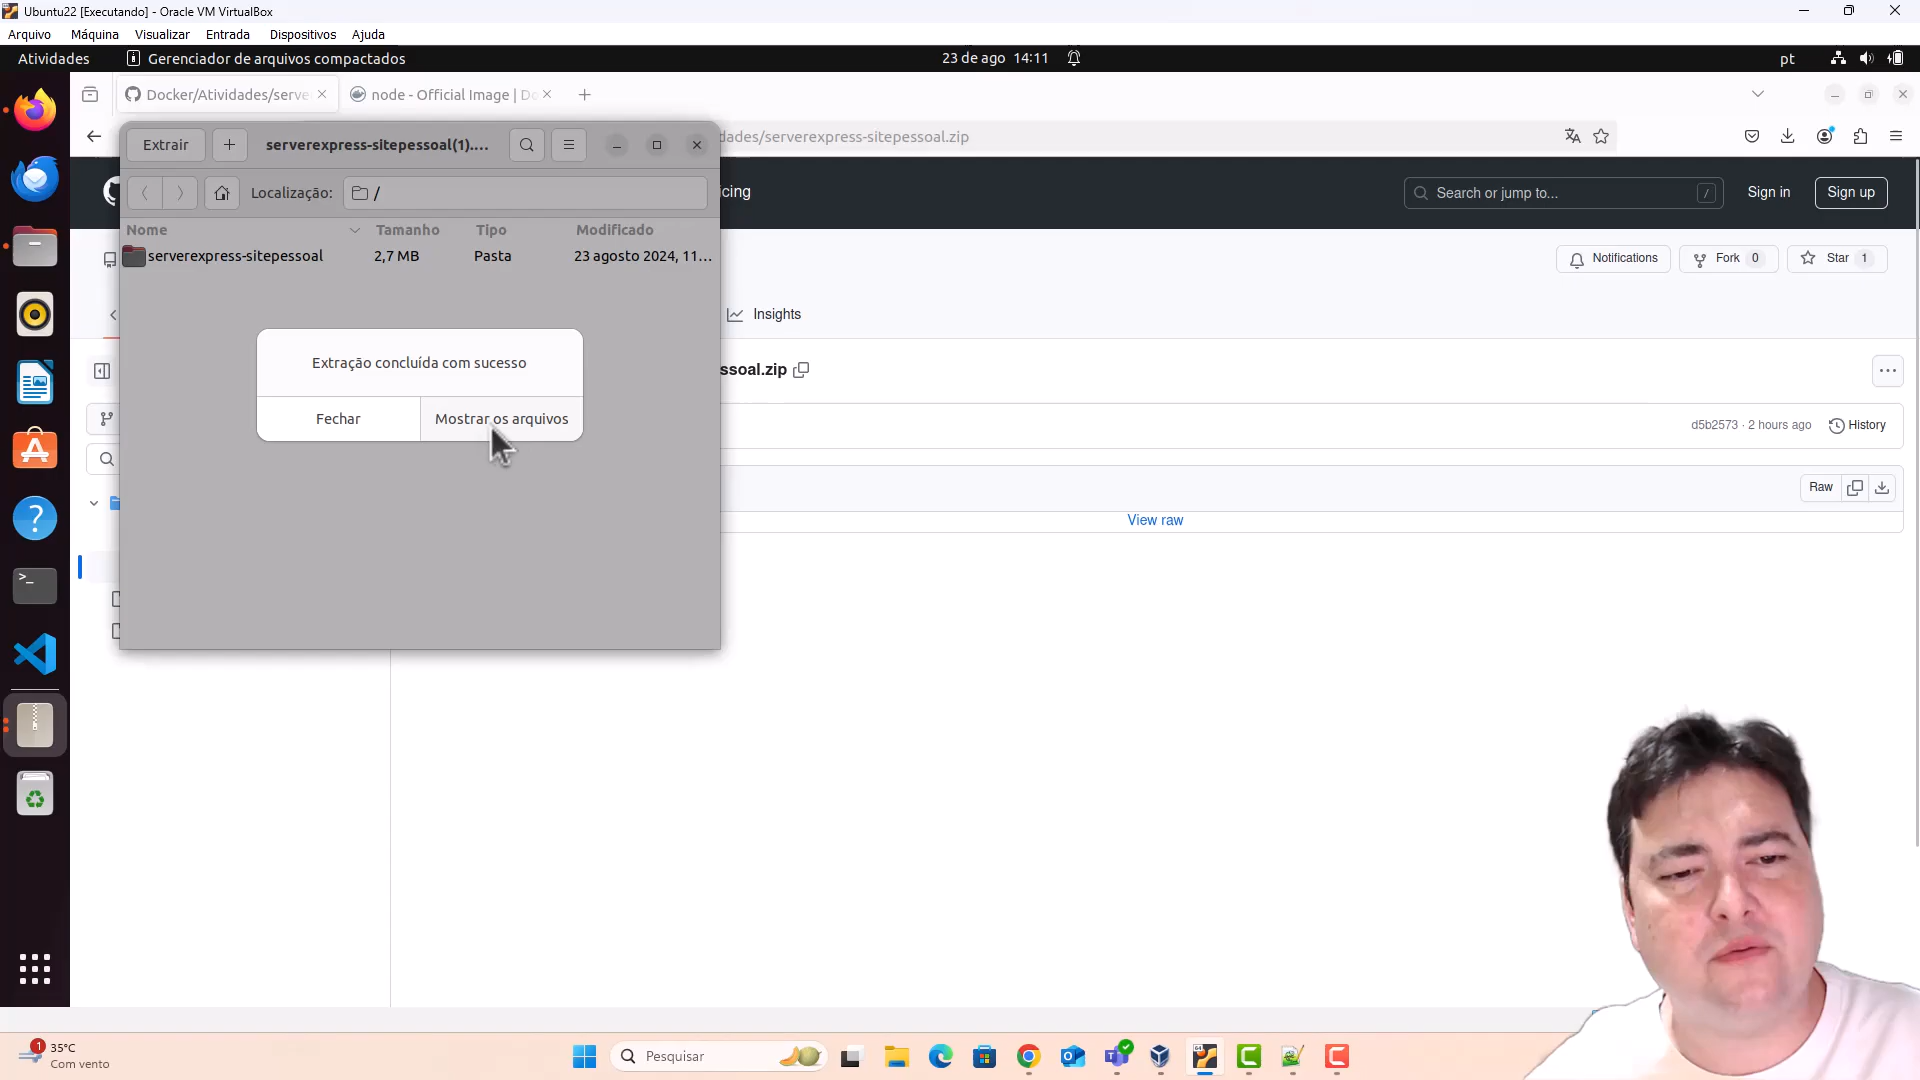 Ubuntu22 [Executando] - Oracle VM VirtualBox
Arquivo Máquina Visualizar Entrada Dispositivos Ajuda
Atividades Gerenciador de arquivos compactados 23 de ago 14:11 pt
Docker/Atividades/serve node - Official Image | Do
Extrair + serverexpress-sitepessoal(1)....
dades/serverexpress-sitepessoal.zip
Localização: /
icing Search or jump to... / Sign in Sign up
Nome Tamanho Tipo Modificado
serverexpress-sitepessoal 2,7 MB Pasta 23 agosto 2024, 11...
Notifications Fork 0 Star 1
Insights
Extração concluída com sucesso
ssoal.zip
Fechar Mostrar os arquivos
d5b2573 · 2 hours ago History
Raw
View raw
1 35°C
Com vento
Pesquisar
64